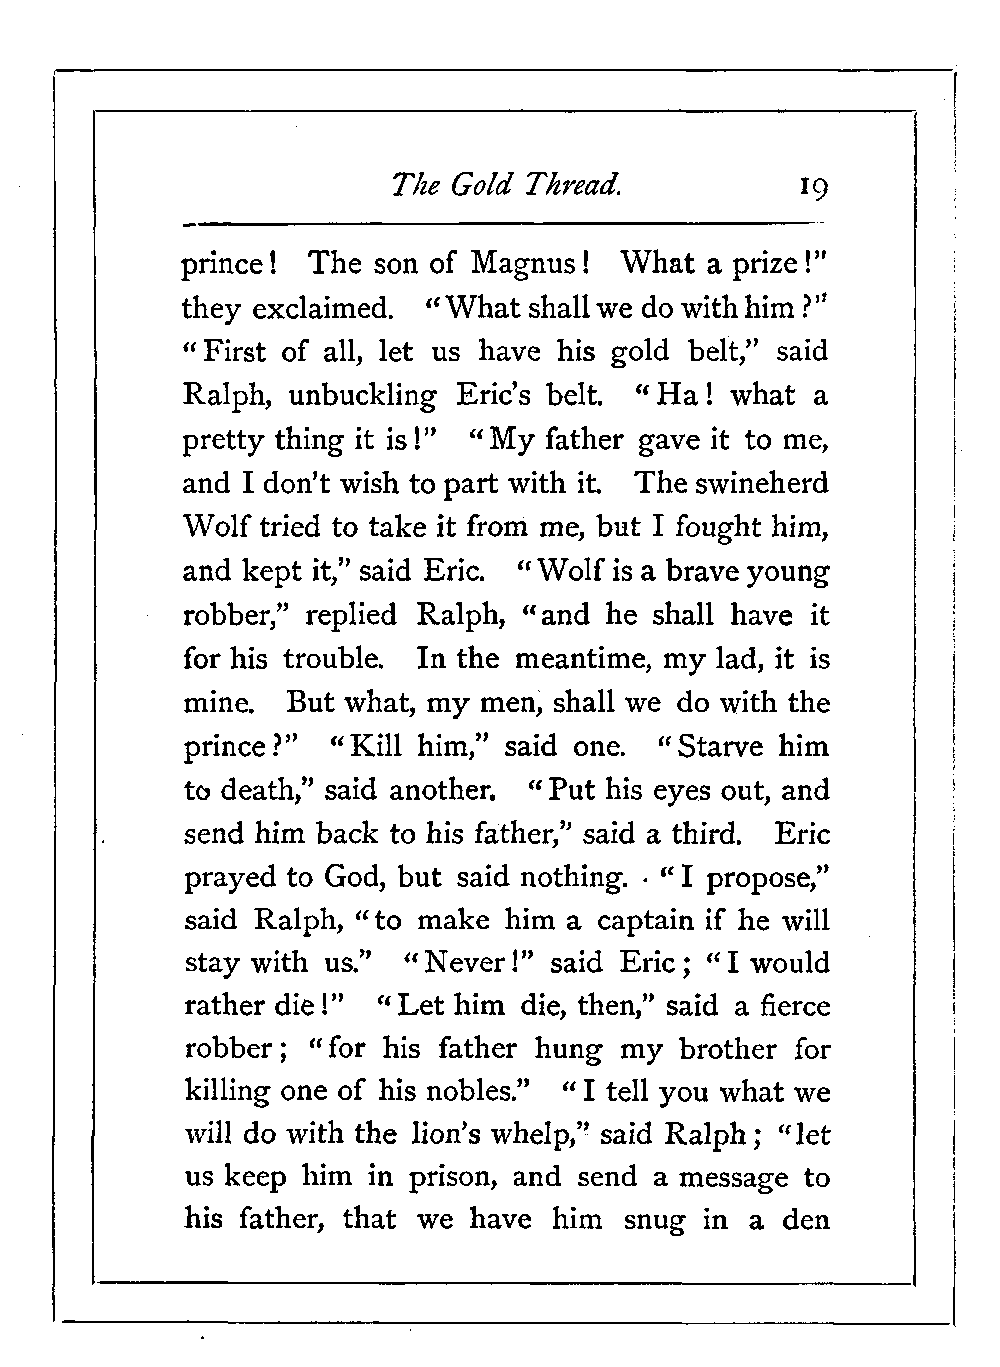 The Gold Thread. 19
prince! The son of Magnus! What a prize!"
they exclaimed. "What shall we do with him?"
"First of all, let us have his gold belt," said
Ralph, unbuckling Eric's belt. "Ha! what a
pretty thing it is!" "My father gave it to me,
and I don't wish to part with it. The swineherd
Wolf tried to take it from me, but I fought him,
and kept it," said Eric. "Wolf is a brave young
robber," replied Ralph, "and he shall have it
for his trouble. In the meantime, my lad, it is
mine. But what, my men, shall we do with the
prince?" "Kill him," said one. "Starve him
to death," said another. "Put his eyes out, and
send him back to his father," said a third. Eric
prayed to God, but said nothing. "I propose,"
said Ralph, "to make him a captain if he will
stay with us." "Never!" said Eric; "I would
rather die!" "Let him die, then," said a fierce
robber; "for his father hung my brother for
killing one of his nobles." "I tell you what we
will do with the lion's whelp," said Ralph; "let
us keep him in prison, and send a message to
his father, that we have him snug in a den